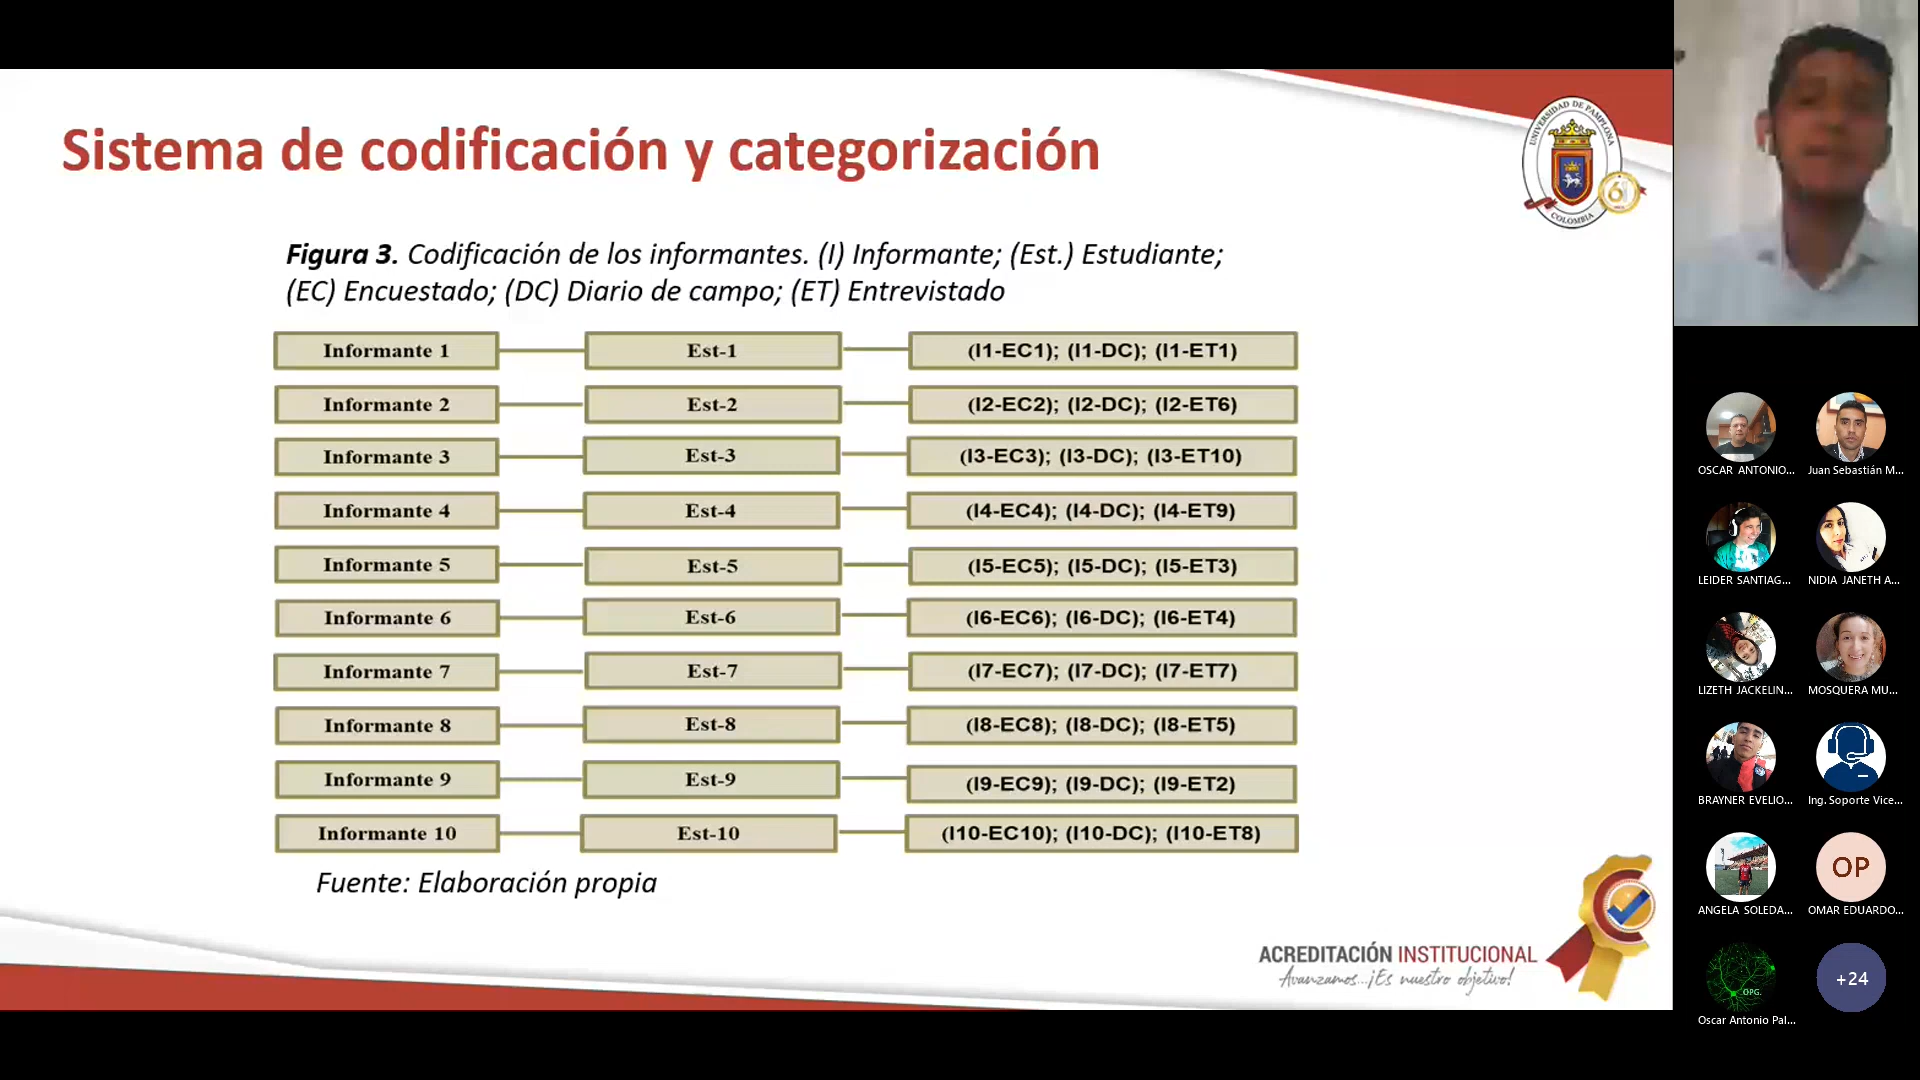 Sistema de codificación y categorización
UNIVERSIDAD DE PAMPLONA
COLOMBIA
Figura 3. Codificación de los informantes. (I) Informante; (Est.) Estudiante;
(EC) Encuestado; (DC) Diario de campo; (ET) Entrevistado
Informante 1 Est-1 (I1-EC1); (I1-DC); (I1-ET1)
Informante 2 Est-2 (I2-EC2); (I2-DC); (I2-ET6)
Informante 3 Est-3 (I3-EC3); (I3-DC); (I3-ET10)
Informante 4 Est-4 (I4-EC4); (I4-DC); (I4-ET9)
Informante 5 Est-5 (I5-EC5); (I5-DC); (I5-ET3)
Informante 6 Est-6 (I6-EC6); (I6-DC); (I6-ET4)
Informante 7 Est-7 (I7-EC7); (I7-DC); (I7-ET7)
Informante 8 Est-8 (I8-EC8); (I8-DC); (I8-ET5)
Informante 9 Est-9 (I9-EC9); (I9-DC); (I9-ET2)
Informante 10 Est-10 (I10-EC10); (I10-DC); (I10-ET8)
Fuente: Elaboración propia
ACREDITACIÓN INSTITUCIONAL
Avanzamos...¡Es nuestro objetivo!
OSCAR ANTONIO... Juan Sebastián M...
LEIDER SANTIAG... NIDIA JANETH A...
LIZETH JACKELIN... MOSQUERA MU...
BRAYNER EVELIO... Ing. Soporte Vice...
OP
ANGELA SOLEDA... OMAR EDUARDO...
OPG.
+24
Oscar Antonio Pal...